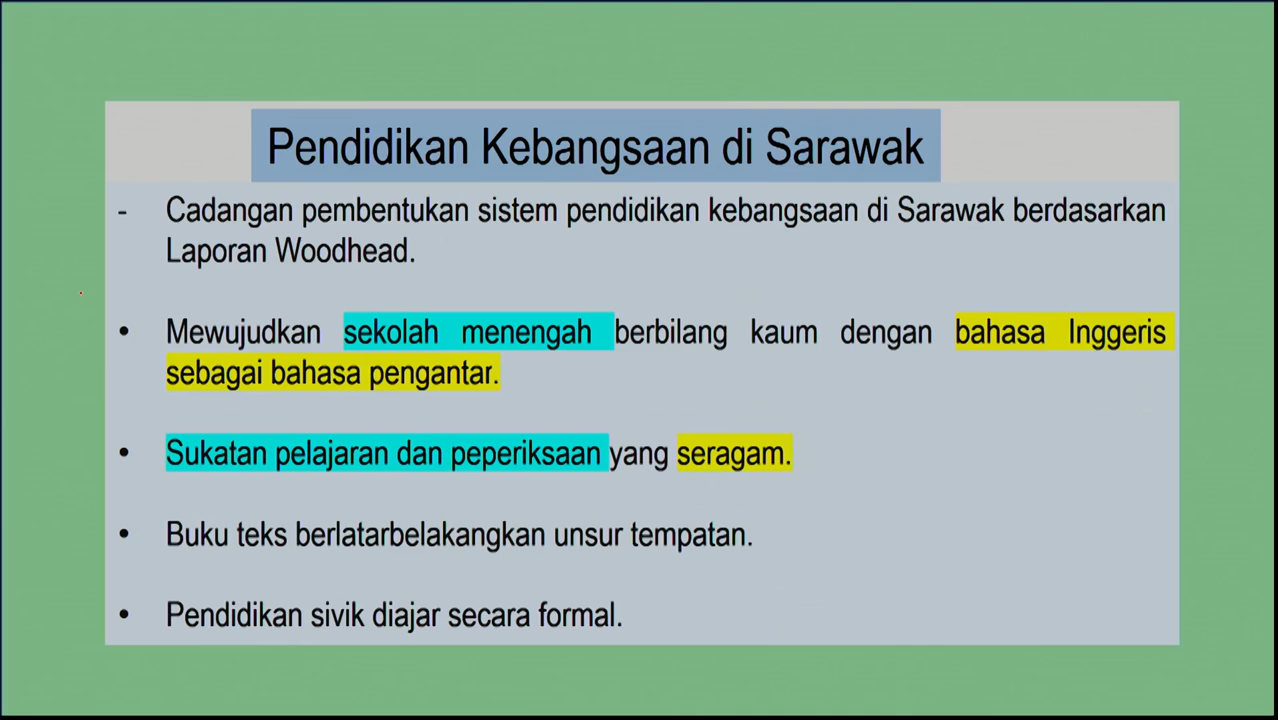 Pendidikan Kebangsaan di Sarawak
- Cadangan pembentukan sistem pendidikan kebangsaan di Sarawak berdasarkan
Laporan Woodhead.
• Mewujudkan sekolah menengah berbilang kaum dengan bahasa Inggeris
sebagai bahasa pengantar.
• Sukatan pelajaran dan peperiksaan yang seragam.
• Buku teks berlatarbelakangkan unsur tempatan.
• Pendidikan sivik diajar secara formal.